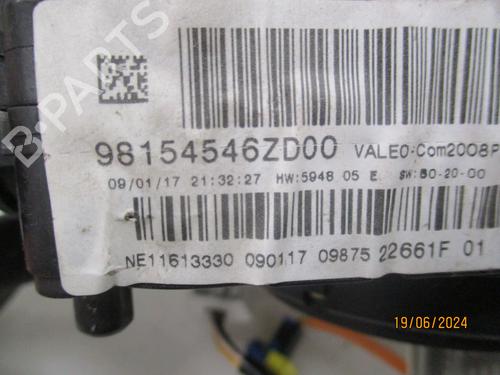 B-PARTS
98154546ZD00 VALEO-Com2008P
09/01/17 21:32:27 HW:5948 05 E SW:B0-20-00
NE11613330 090117 09875 22661F 01
19/06/2024